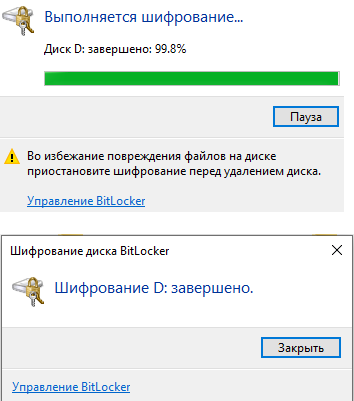 Выполняется шифрование...
Диск D: завершено: 99.8%
Пауза
Во избежание повреждения файлов на диске
приостановите шифрование перед удалением диска.
Управление BitLocker
Шифрование диска BitLocker
Шифрование D: завершено.
Закрыть
Управление BitLocker